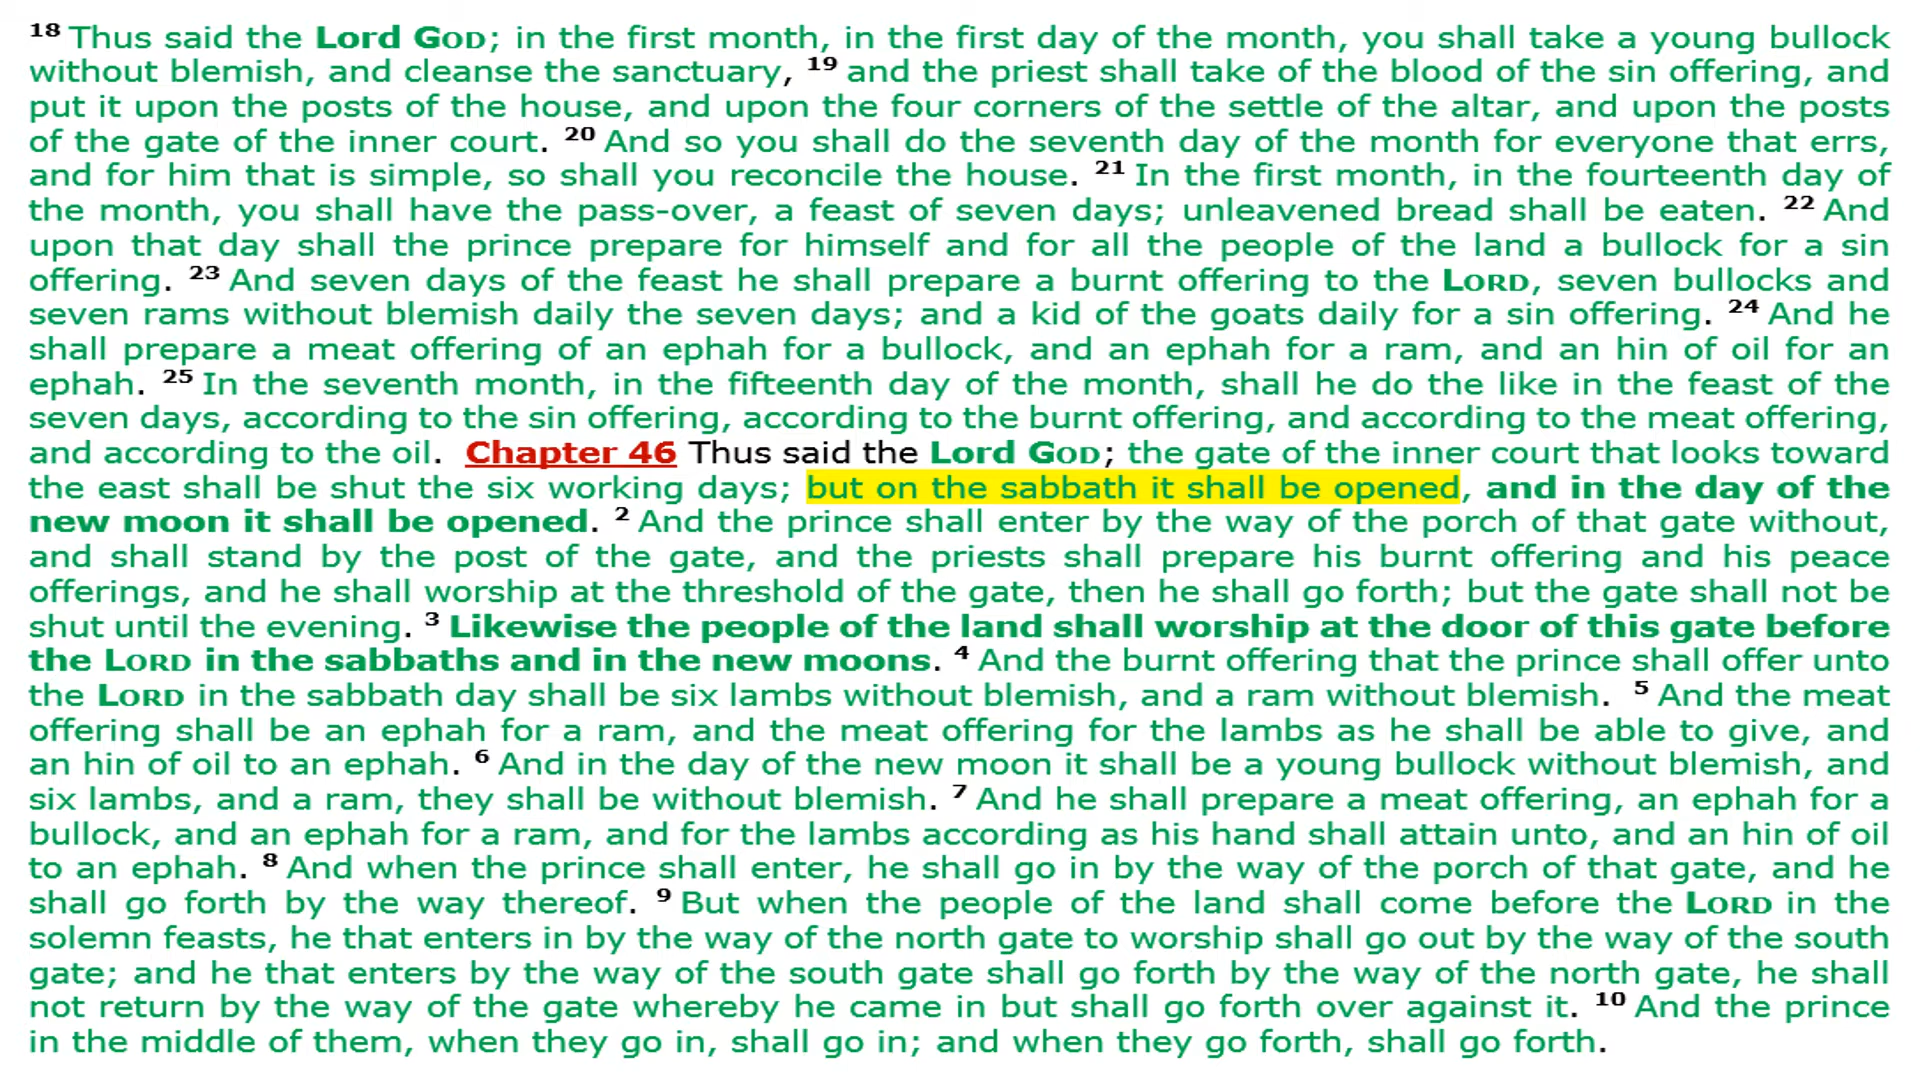 18 Thus said the Lord GOD; in the first month, in the first day of the month, you shall take a young bullock
without blemish, and cleanse the sanctuary, 19 and the priest shall take of the blood of the sin offering, and
put it upon the posts of the house, and upon the four corners of the settle of the altar, and upon the posts
of the gate of the inner court. 20 And so you shall do the seventh day of the month for everyone that errs,
and for him that is simple, so shall you reconcile the house. 21 In the first month, in the fourteenth day of
the month, you shall have the pass-over, a feast of seven days; unleavened bread shall be eaten. 22 And
upon that day shall the prince prepare for himself and for all the people of the land a bullock for a sin
offering. 23 And seven days of the feast he shall prepare a burnt offering to the LORD, seven bullocks and
seven rams without blemish daily the seven days; and a kid of the goats daily for a sin offering. 24 And he
shall prepare a meat offering of an ephah for a bullock, and an ephah for a ram, and an hin of oil for an
ephah. 25 In the seventh month, in the fifteenth day of the month, shall he do the like in the feast of the
seven days, according to the sin offering, according to the burnt offering, and according to the meat offering,
and according to the oil. Chapter 46 Thus said the Lord GOD; the gate of the inner court that looks toward
the east shall be shut the six working days; but on the sabbath it shall be opened, and in the day of the
new moon it shall be opened. 2 And the prince shall enter by the way of the porch of that gate without,
and shall stand by the post of the gate, and the priests shall prepare his burnt offering and his peace
offerings, and he shall worship at the threshold of the gate, then he shall go forth; but the gate shall not be
shut until the evening. 3 Likewise the people of the land shall worship at the door of this gate before
the LORD in the sabbaths and in the new moons. 4 And the burnt offering that the prince shall offer unto
the LORD in the sabbath day shall be six lambs without blemish, and a ram without blemish. 5 And the meat
offering shall be an ephah for a ram, and the meat offering for the lambs as he shall be able to give, and
an hin of oil to an ephah. 6 And in the day of the new moon it shall be a young bullock without blemish, and
six lambs, and a ram, they shall be without blemish. 7 And he shall prepare a meat offering, an ephah for a
bullock, and an ephah for a ram, and for the lambs according as his hand shall attain unto, and an hin of oil
to an ephah. 8 And when the prince shall enter, he shall go in by the way of the porch of that gate, and he
shall go forth by the way thereof. 9 But when the people of the land shall come before the LORD in the
solemn feasts, he that enters in by the way of the north gate to worship shall go out by the way of the south
gate; and he that enters by the way of the south gate shall go forth by the way of the north gate, he shall
not return by the way of the gate whereby he came in but shall go forth over against it. 10 And the prince
in the middle of them, when they go in, shall go in; and when they go forth, shall go forth.